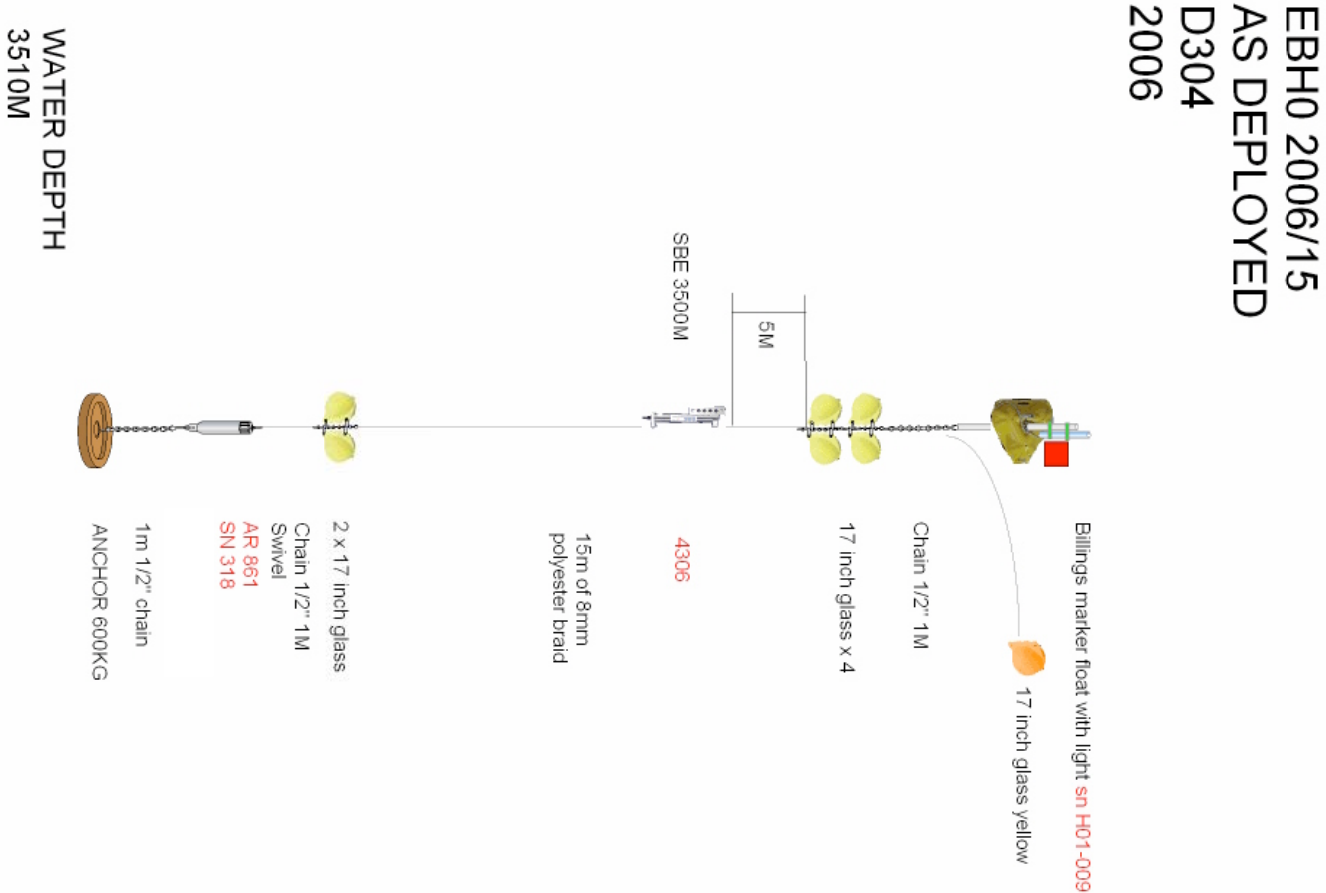 EBH0 2006/15
AS DEPLOYED
D304
2006
Billings marker float with light sn H01-009
17 inch glass yellow
Chain 1/2" 1M
17 inch glass x 4
5M
SBE 3500M
4306
15m of 8mm
polyester braid
2 x 17 inch glass
Chain 1/2" 1M
Swivel
AR 861
SN 318
1m 1/2" chain
ANCHOR 600KG
WATER DEPTH
3510M